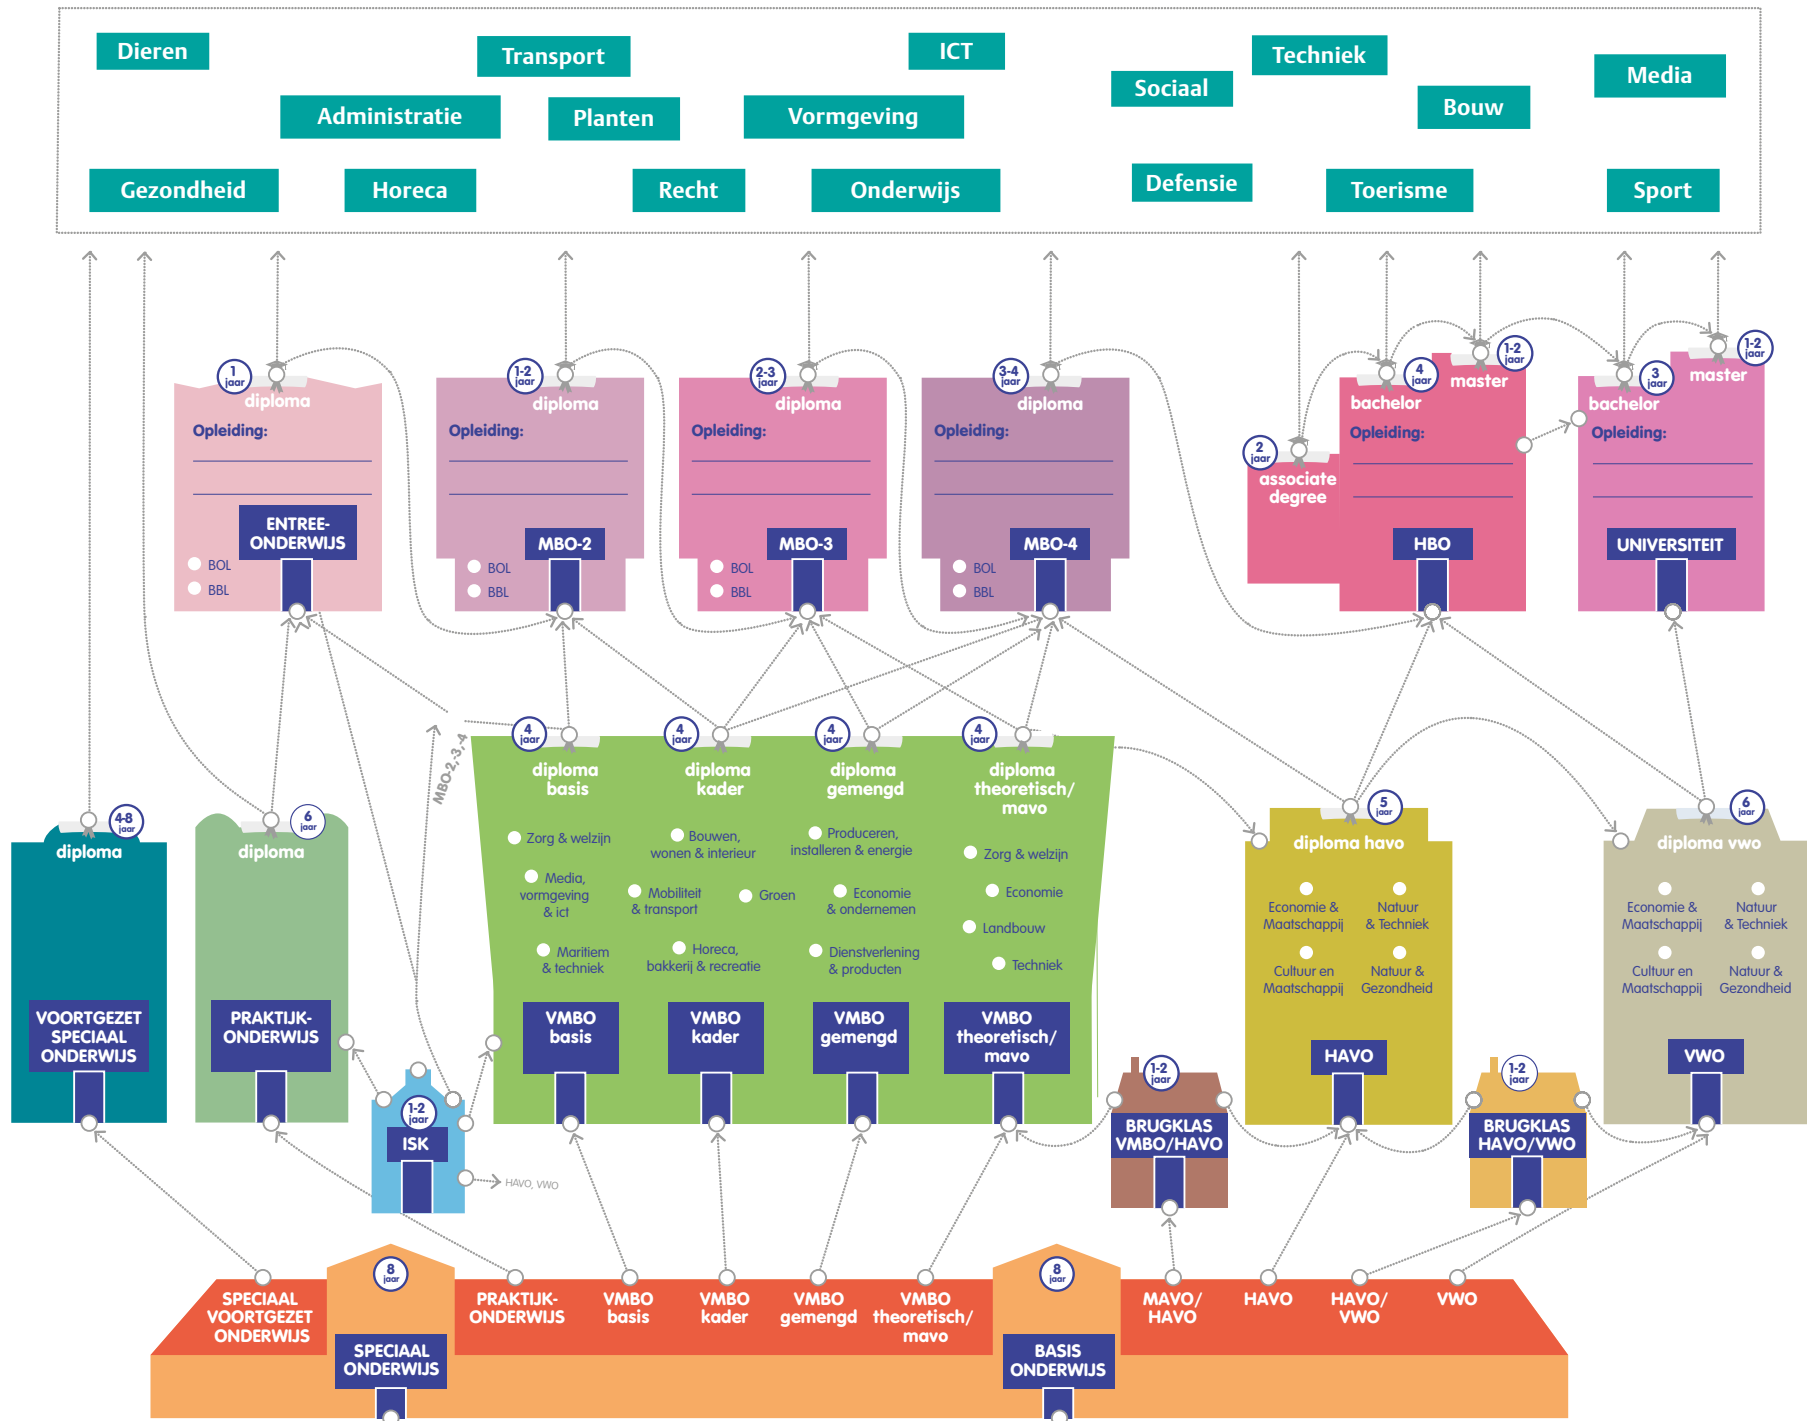 Dieren
Transport
ICT
Techniek
Media
Sociaal
Bouw
Administratie
Planten
Vormgeving
Gezondheid
Horeca
Recht
Onderwijs
Defensie
Toerisme
Sport
1
jaar
diploma
Opleiding:
ENTREE-
ONDERWIJS
BOL
BBL
1-2
jaar
diploma
Opleiding:
MBO-2
BOL
BBL
2-3
jaar
diploma
Opleiding:
MBO-3
BOL
BBL
3-4
jaar
diploma
Opleiding:
MBO-4
BOL
BBL
2
jaar
associate
degree
4
jaar
bachelor
1-2
jaar
master
Opleiding:
HBO
3
jaar
bachelor
1-2
jaar
master
Opleiding:
UNIVERSITEIT
4-8
jaar
diploma
VOORTGEZET
SPECIAAL
ONDERWIJS
6
jaar
diploma
PRAKTIJK-
ONDERWIJS
MBO-2,3,4
1-2
jaar
ISK
HAVO, VWO
4
jaar
diploma
basis
4
jaar
diploma
kader
4
jaar
diploma
gemengd
4
jaar
diploma
theoretisch/
mavo
Zorg & welzijn
Media,
vormgeving
& ict
Maritiem
& techniek
Bouwen,
wonen & interieur
Mobiliteit
& transport
Groen
Horeca,
bakkerij & recreatie
Produceren,
installeren & energie
Economie
& ondernemen
Dienstverlening
& producten
Zorg & welzijn
Economie
Landbouw
Techniek
VMBO
basis
VMBO
kader
VMBO
gemengd
VMBO
theoretisch/
mavo
1-2
jaar
BRUGKLAS
VMBO/HAVO
5
jaar
diploma havo
Economie &
Maatschappij
Natuur
& Techniek
Cultuur en
Maatschappij
Natuur &
Gezondheid
HAVO
1-2
jaar
BRUGKLAS
HAVO/VWO
6
jaar
diploma vwo
Economie &
Maatschappij
Natuur
& Techniek
Cultuur en
Maatschappij
Natuur &
Gezondheid
VWO
SPECIAAL
VOORTGEZET
ONDERWIJS
8
jaar
SPECIAAL
ONDERWIJS
PRAKTIJK-
ONDERWIJS
VMBO
basis
VMBO
kader
VMBO
gemengd
VMBO
theoretisch/
mavo
8
jaar
BASIS
ONDERWIJS
MAVO/
HAVO
HAVO
HAVO/
VWO
VWO